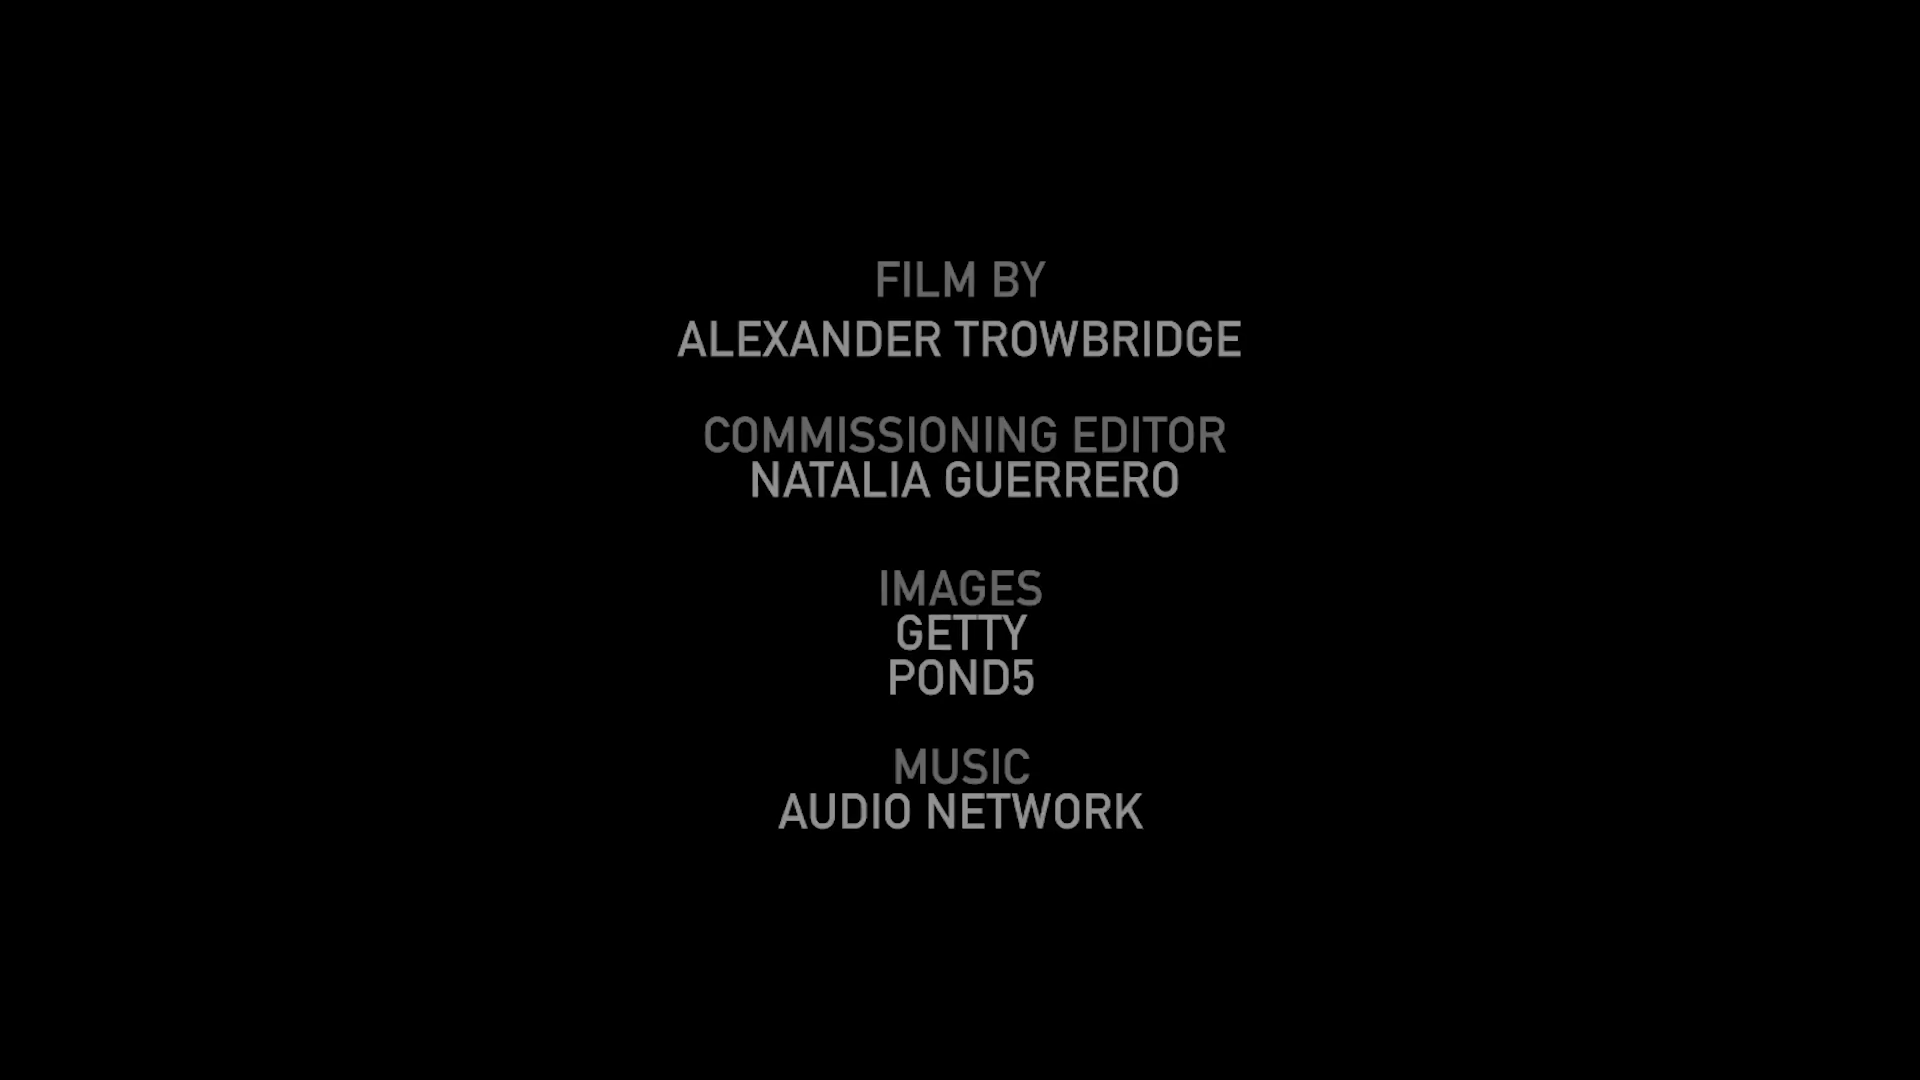 FILM BY
ALEXANDER TROWBRIDGE
COMMISSIONING EDITOR
NATALIA GUERRERO
IMAGES
GETTY
POND5
MUSIC
AUDIO NETWORK